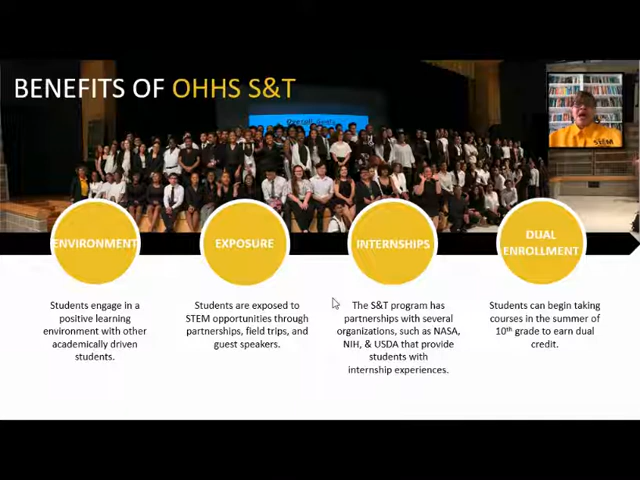 BENEFITS OF OHHS S&T
STEM
ENVIRONMENT
EXPOSURE
INTERNSHIPS
DUAL
ENROLLMENT
Students engage in a
positive learning
environment with other
academically driven
students.
Students are exposed to
STEM opportunities through
partnerships, field trips, and
guest speakers.
The S&T program has
partnerships with several
organizations, such as NASA,
NIH, & USDA that provide
students with
internship experiences.
Students can begin taking
courses in the summer of
10th grade to earn dual
credit.